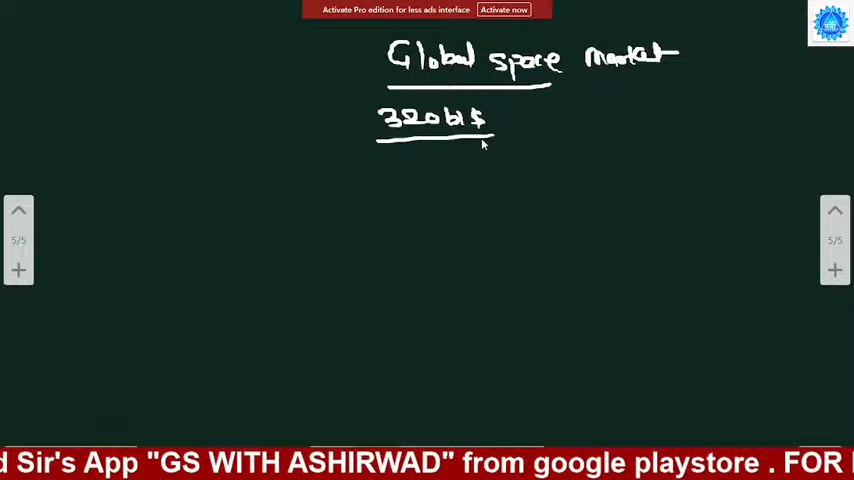 Activate Pro edition for less ads interface Activate now
Global space market
320 bl $
5/5
5/5
d Sir's App "GS WITH ASHIRWAD" from google playstore . FOR